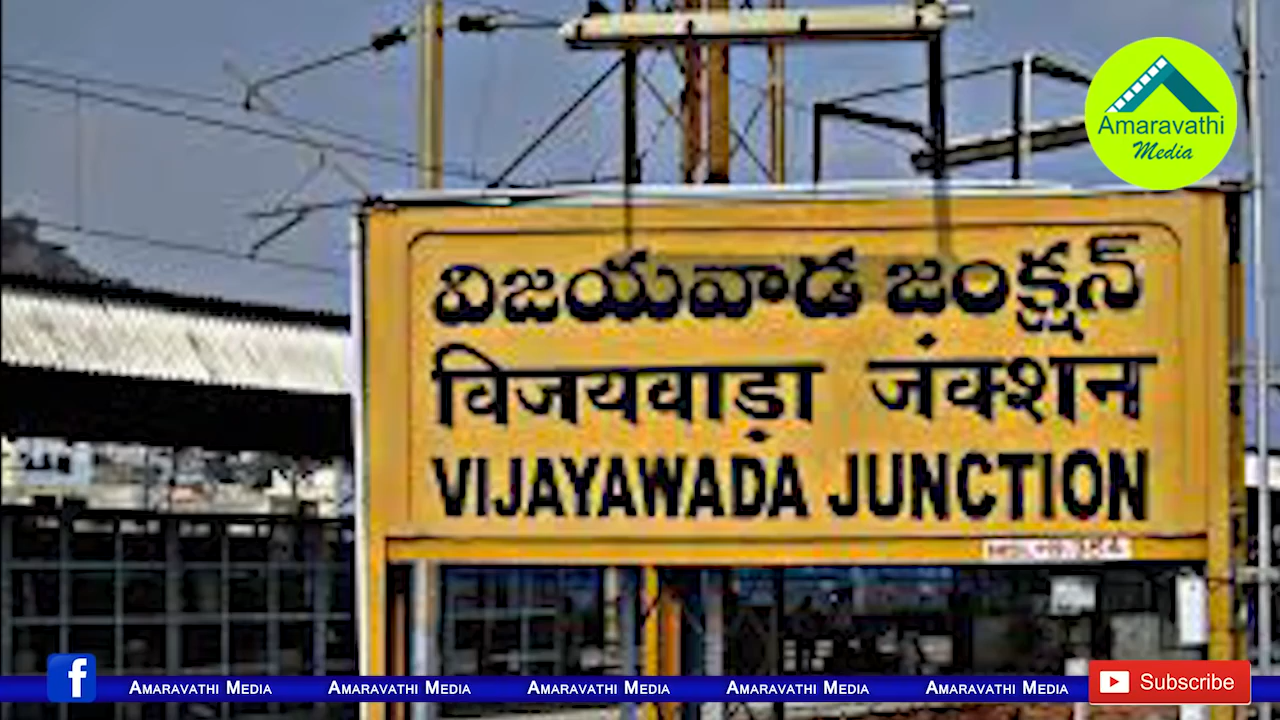 Amaravathi
Media
విజయవాడ జంక్షన్
विजयवाड़ा जंक्शन
VIJAYAWADA JUNCTION
f AMARAVATHI MEDIA AMARAVATHI MEDIA AMARAVATHI MEDIA AMARAVATHI MEDIA AMARAVATHI MEDIA Subscribe